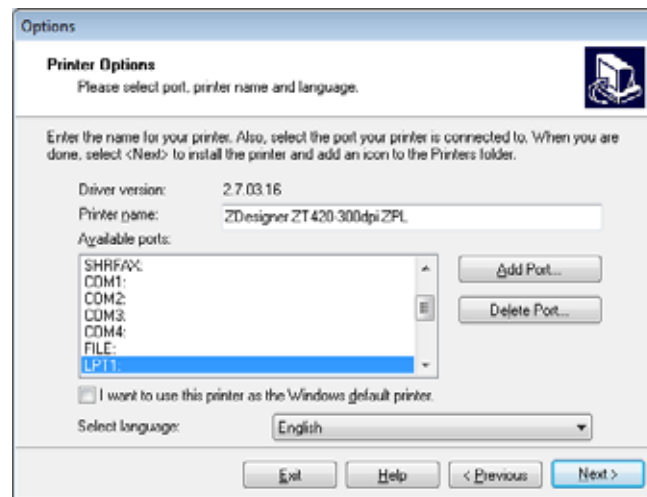 Options
Printer Options
Please select port, printer name and language.
Enter the name for your printer. Also, select the port your printer is connected to. When you are
done, select <Next> to install the printer and add an icon to the Printers folder.
Driver version: 2.7.03.16
Printer name: ZDesigner ZT420-300dpi ZPL
Available ports:
SHRFAX:
COM1:
COM2:
COM3:
COM4:
FILE:
LPT1:
Add Port...
Delete Port...
I want to use this printer as the Windows default printer.
Select language: English
Exit Help < Previous Next >